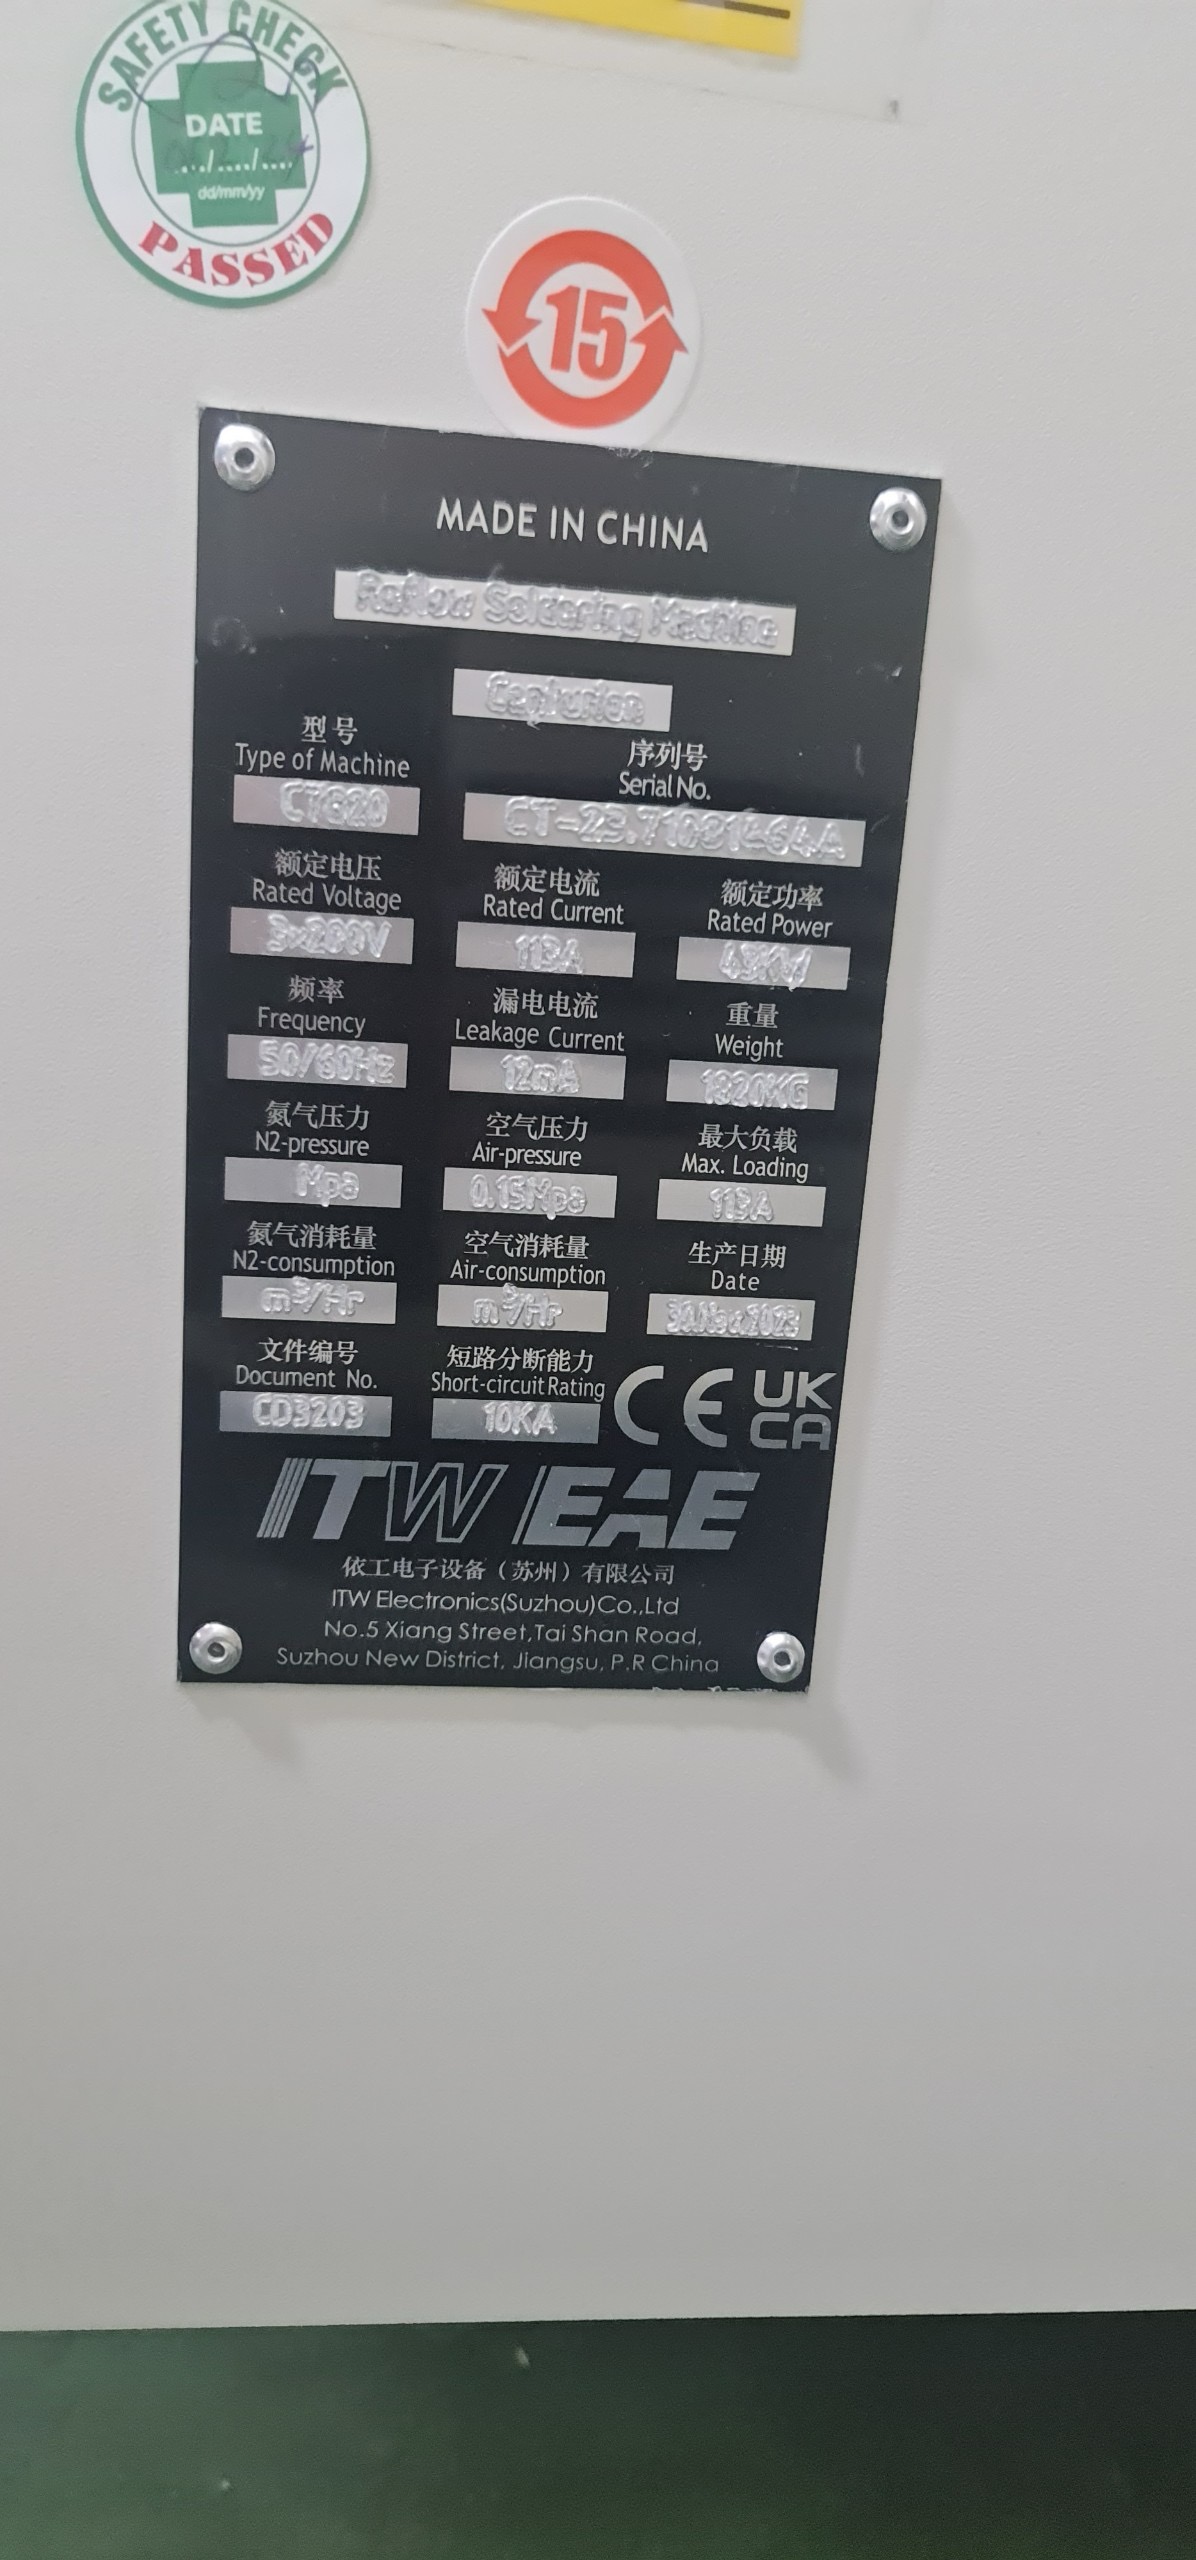 SAFETY CHECK
DATE
dd/mm/yy
PASSED
15
MADE IN CHINA
Reflow Soldering Machine
Centurion
型号
Type of Machine
CT820
序列号
Serial No.
额定电压
Rated Voltage
额定电流
Rated Current
113A
额定功率
Rated Power
频率
Frequency
50/60Hz
漏电电流
Leakage Current
12mA
重量
Weight
1820KG
氮气压力
N2-pressure
Mpa
空气压力
Air-pressure
0.15Mpa
最大负载
Max. Loading
113A
氮气消耗量
N2-consumption
m³/Hr
空气消耗量
Air-consumption
m³/Hr
生产日期
Date
文件编号
Document No.
CD3203
短路分断能力
Short-circuit Rating
10KA
CE
UK
CA
ITW EAE
依工电子设备（苏州）有限公司
ITW Electronics(Suzhou)Co.,Ltd
No.5 Xiang Street,Tai Shan Road,
Suzhou New District, Jiangsu, P.R China